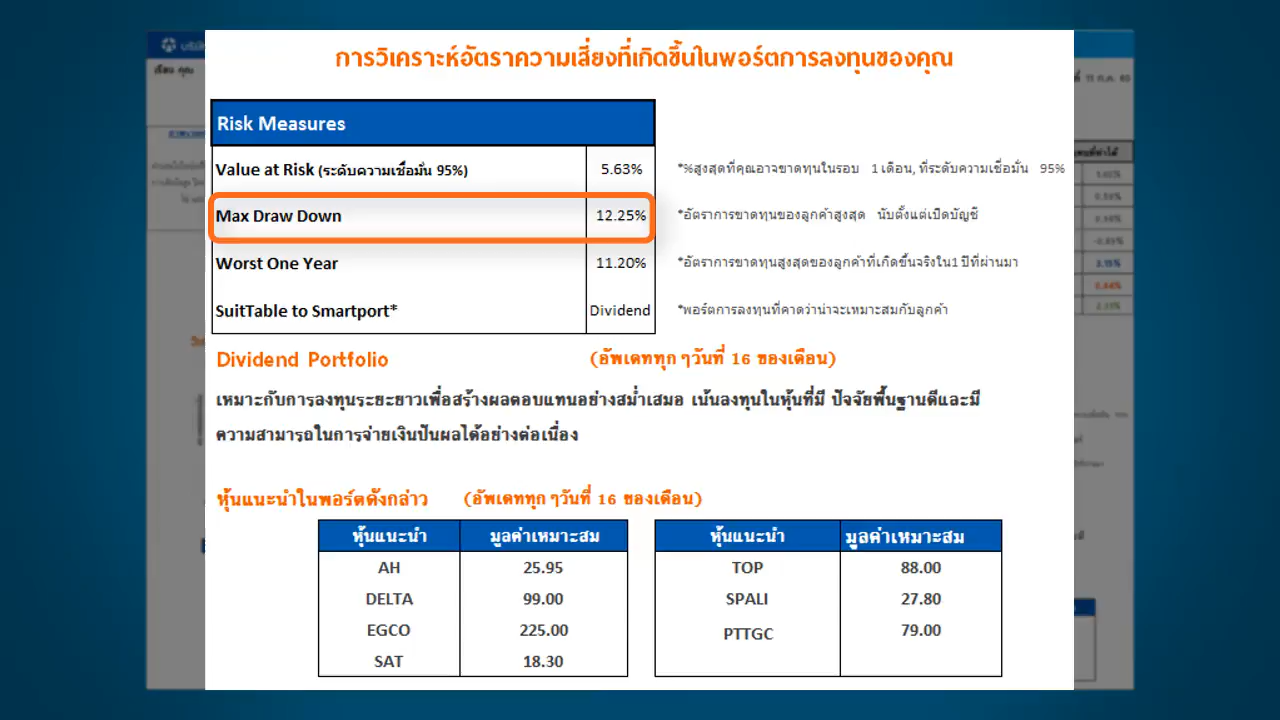 การวิเคราะห์อัตราความเสี่ยงที่เกิดขึ้นในพอร์ตการลงทุนของคุณ
Risk Measures
Value at Risk (ระดับความเชื่อมั่น 95%) 5.63% *%สูงสุดที่คุณอาจขาดทุนในรอบ 1 เดือน, ที่ระดับความเชื่อมั่น 95%
Max Draw Down 12.25% *อัตราการขาดทุนของลูกค้าสูงสุด นับตั้งแต่เปิดบัญชี
Worst One Year 11.20% *อัตราการขาดทุนสูงสุดของลูกค้าที่เกิดขึ้นจริงใน1 ปีที่ผ่านมา
SuitTable to Smartport* Dividend *พอร์ตการลงทุนที่คาดว่าน่าจะเหมาะสมกับลูกค้า
Dividend Portfolio (อัพเดททุก ๆวันที่ 16 ของเดือน)
เหมาะกับการลงทุนระยะยาวเพื่อสร้างผลตอบแทนอย่างสม่ำเสมอ เน้นลงทุนในหุ้นที่มี ปัจจัยพื้นฐานดีและมี
ความสามารถในการจ่ายเงินปันผลได้อย่างต่อเนื่อง
หุ้นแนะนำในพอร์ตดังกล่าว (อัพเดททุก ๆวันที่ 16 ของเดือน)
หุ้นแนะนำ มูลค่าเหมาะสม หุ้นแนะนำ มูลค่าเหมาะสม
AH 25.95 TOP 88.00
DELTA 99.00 SPALI 27.80
EGCO 225.00 PTTGC 79.00
SAT 18.30
เรียน คุณ